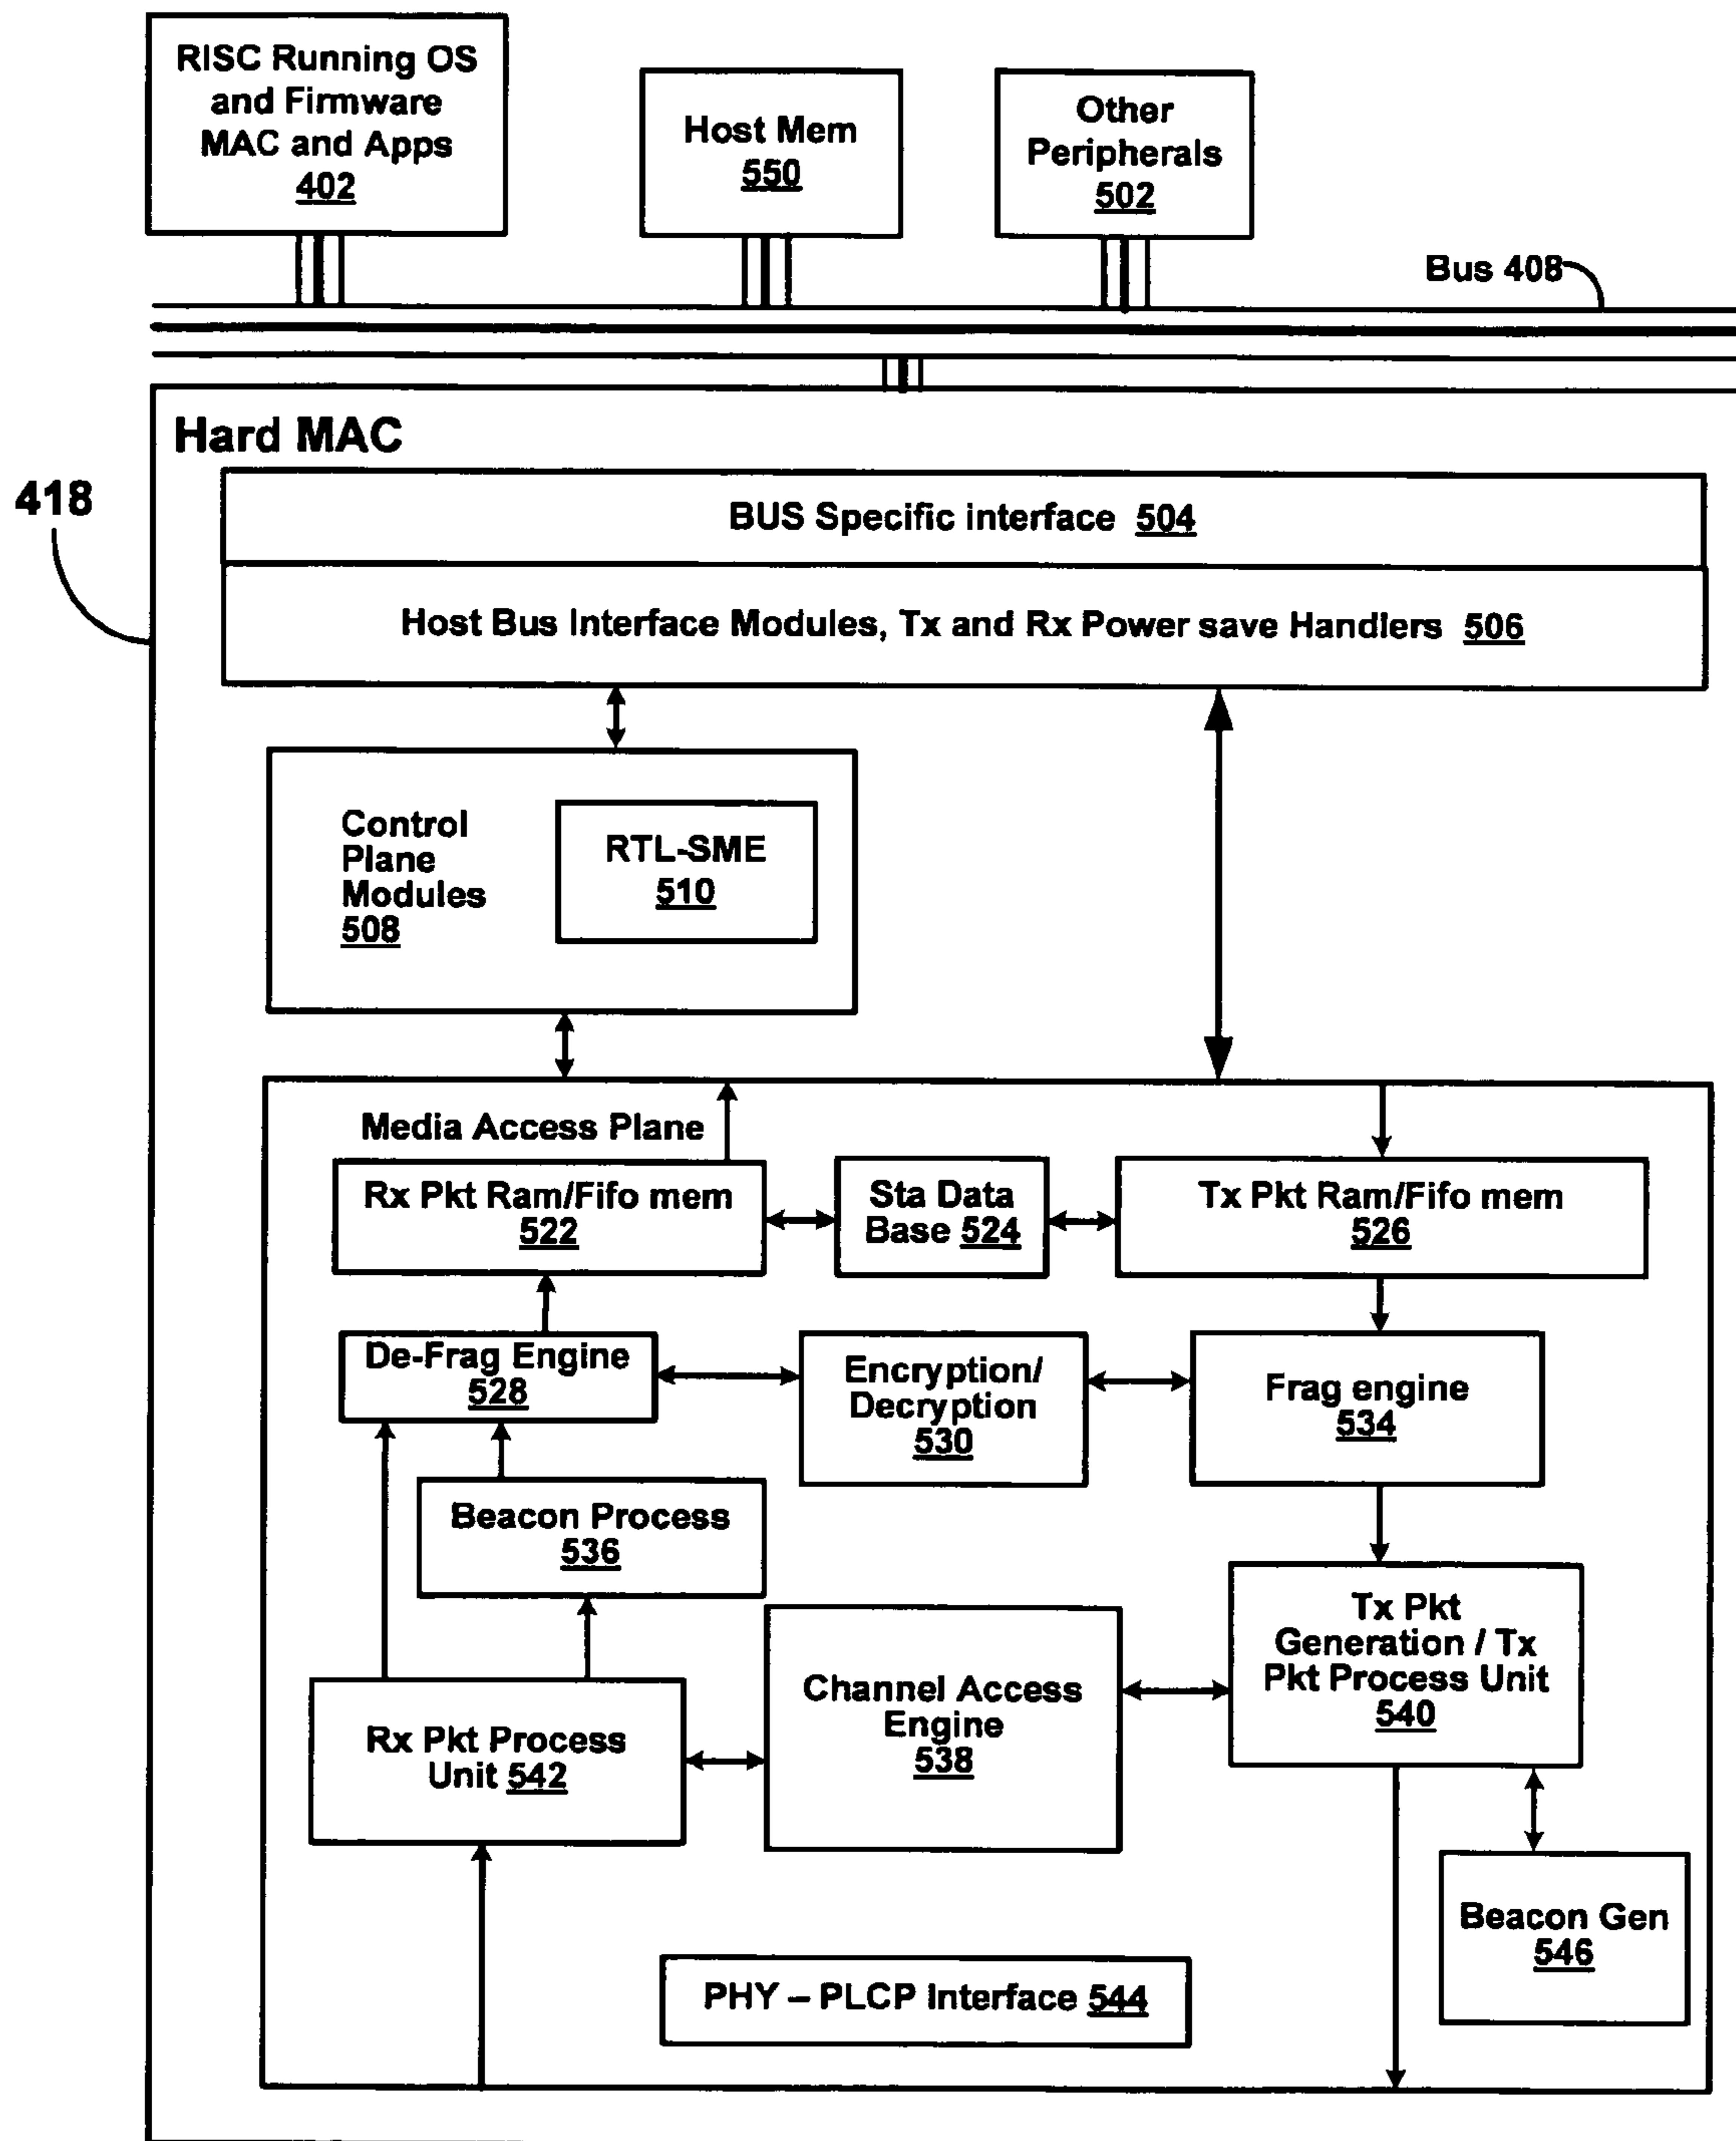 RISC Running OS
and Firmware
MAC and Apps
402
Host Mem
550
Other
Peripherals
502
Bus 408
Hard MAC
418
BUS Specific interface 504
Host Bus Interface Modules, Tx and Rx Power save Handlers 506
Control
Plane
Modules
508
RTL-SME
510
Media Access Plane
Rx Pkt Ram/Fifo mem
522
Sta Data
Base 524
Tx Pkt Ram/Fifo mem
526
De-Frag Engine
528
Encryption/
Decryption
530
Frag engine
534
Beacon Process
536
Tx Pkt
Generation / Tx
Pkt Process Unit
540
Channel Access
Engine
538
Rx Pkt Process
Unit 542
Beacon Gen
546
PHY – PLCP Interface 544